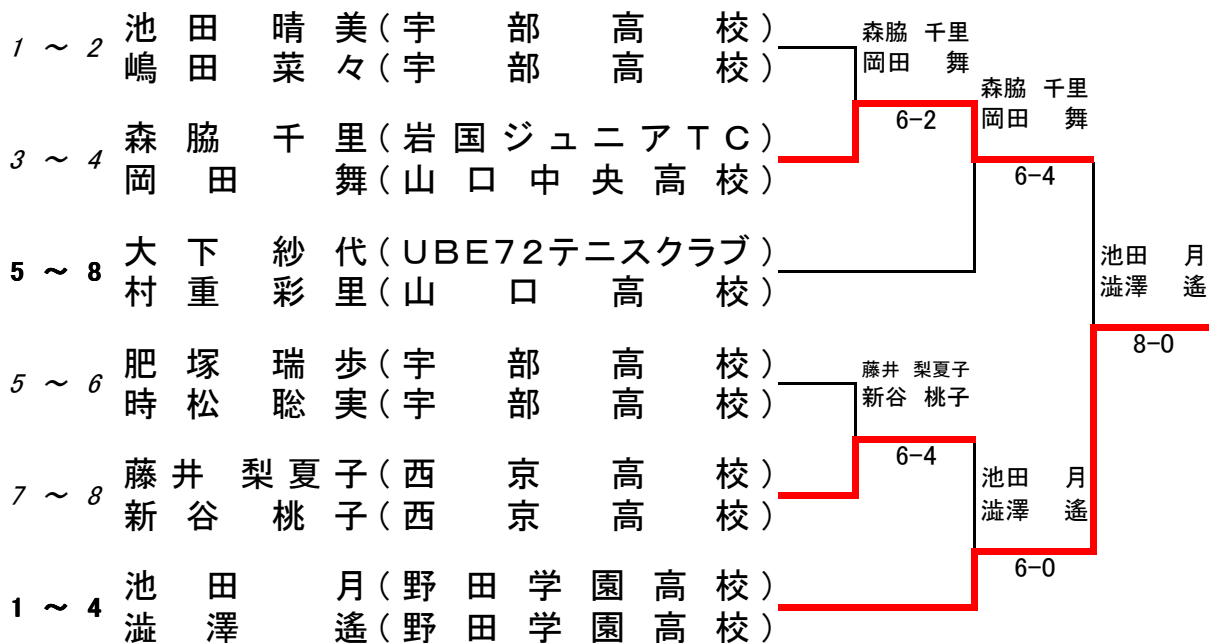 1 ~ 2 池田晴美(宇部高校)
嶋田菜々(宇部高校)
3 ~ 4 森脇千里(岩国ジュニアTC)
岡田舞(山口中央高校)
5 ~ 8 大下紗代(UBE72テニスクラブ)
村重彩里(山口高校)
5 ~ 6 肥塚瑞歩(宇部高校)
時松聡実(宇部高校)
7 ~ 8 藤井梨夏子(西京高校)
新谷桃子(西京高校)
1 ~ 4 池田月(野田学園高校)
澁澤遙(野田学園高校)
森脇 千里
岡田 舞
6-2
藤井 梨夏子
新谷 桃子
6-4
森脇 千里
岡田 舞
6-4
池田 月
澁澤 遙
6-0
池田 月
澁澤 遙
8-0